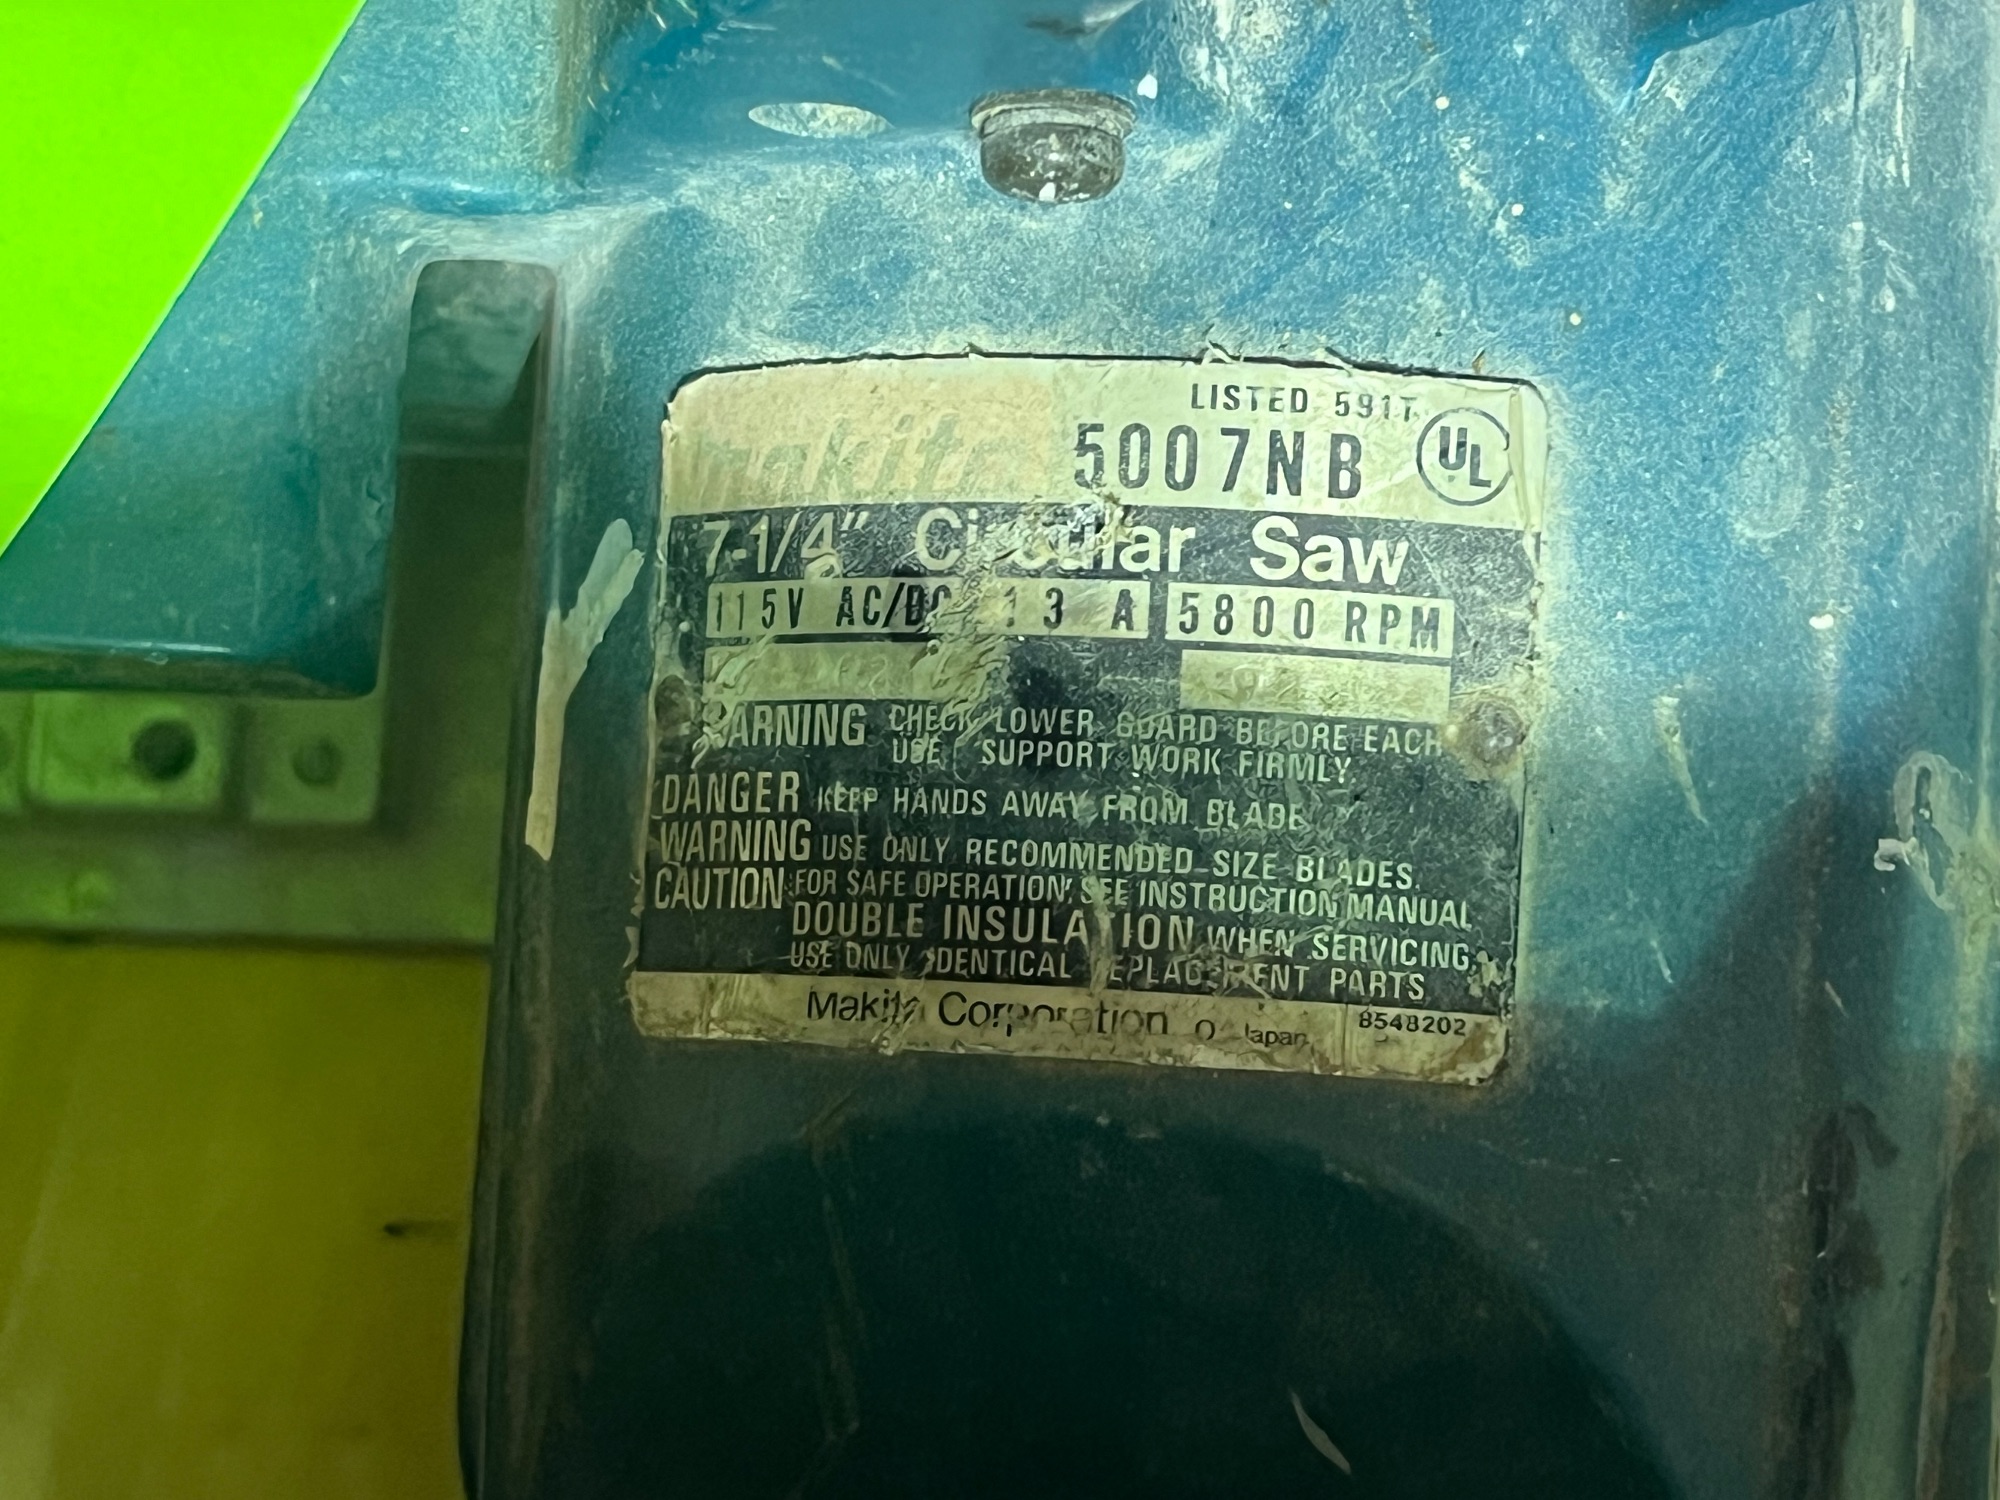 LISTED 591T
makita 5007NB UL
7-1/4" Circular Saw
115V AC/DC 13 A 5800 RPM
WARNING CHECK LOWER GUARD BEFORE EACH
USE SUPPORT WORK FIRMLY
DANGER KEEP HANDS AWAY FROM BLADE
WARNING USE ONLY RECOMMENDED SIZE BLADES.
CAUTION FOR SAFE OPERATION, SEE INSTRUCTION MANUAL
DOUBLE INSULATION WHEN SERVICING,
USE ONLY IDENTICAL REPLACEMENT PARTS
Makita Corporation Japan 8548202